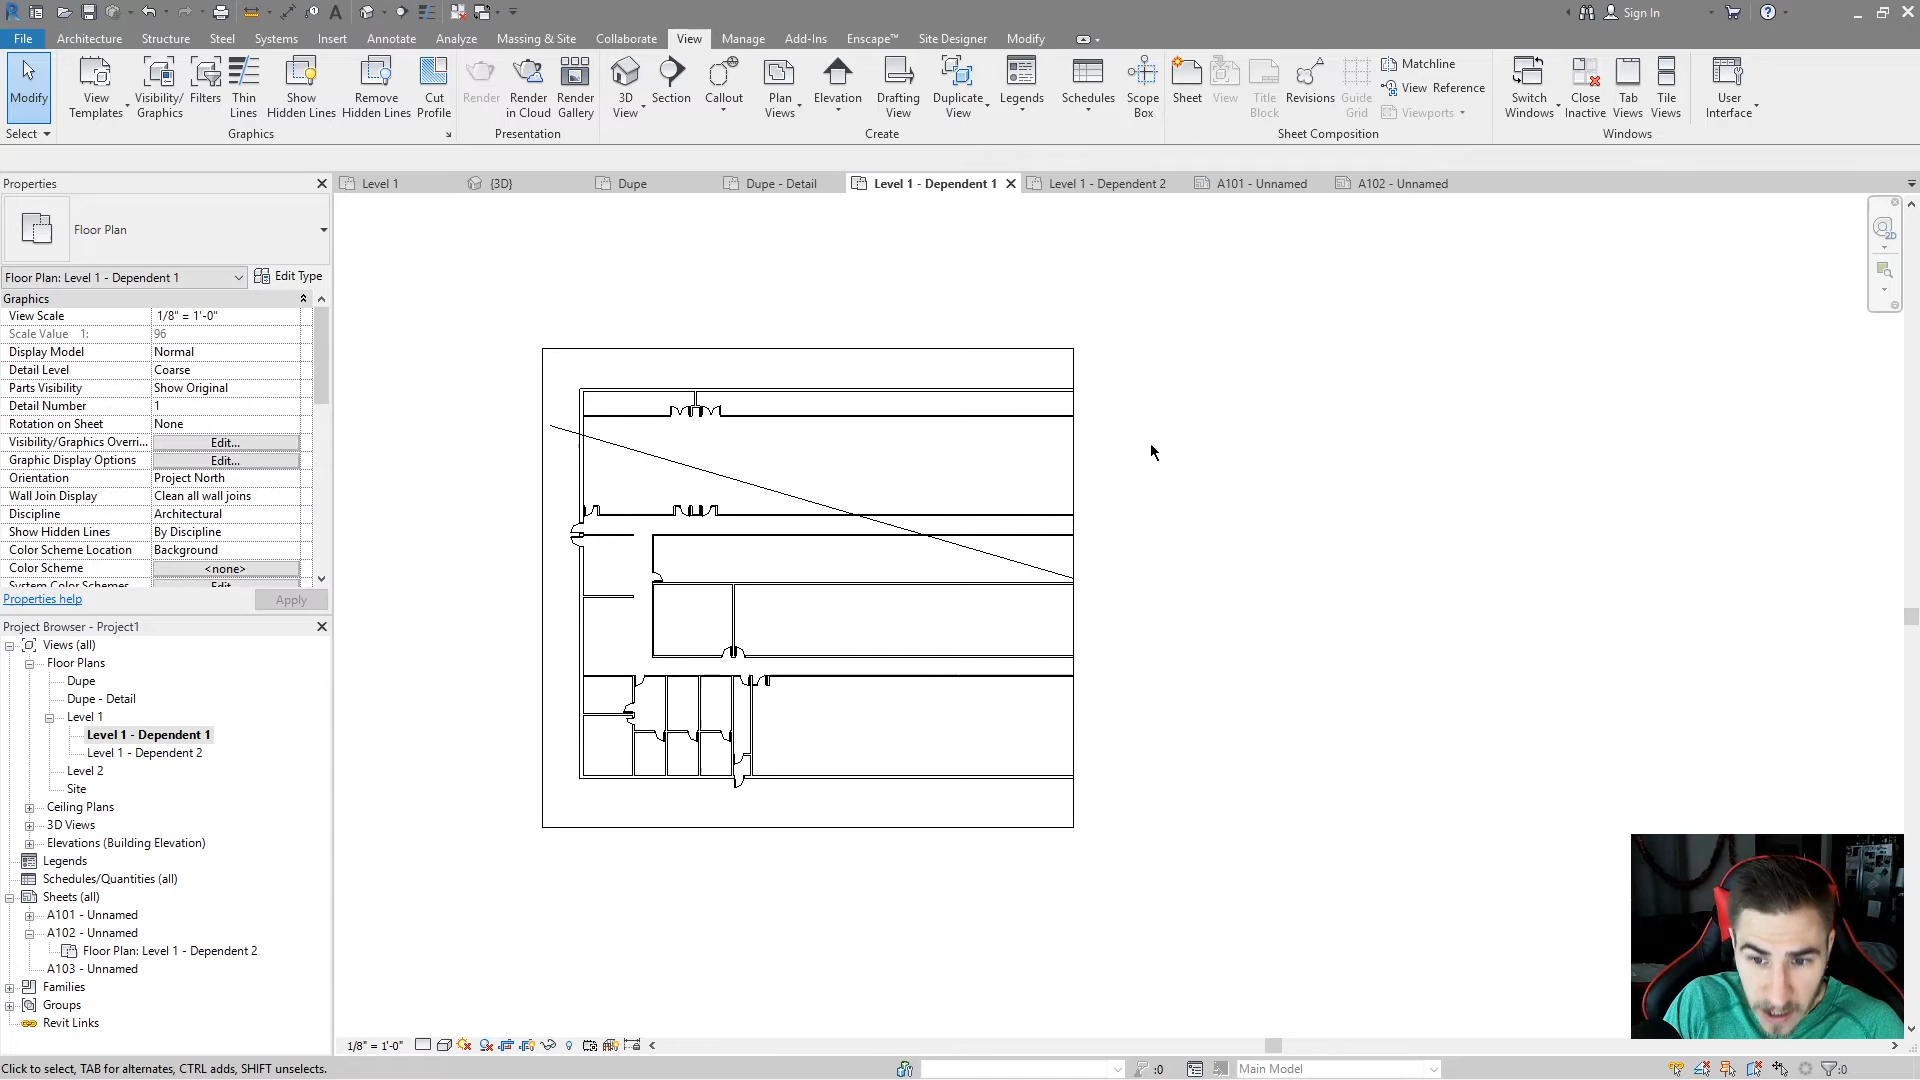 Sign In
File
Architecture
Structure
Steel
Systems
Insert
Annotate
Analyze
Massing & Site
Collaborate
View
Manage
Add-Ins
Enscape™
Site Designer
Modify
Modify
View
Templates
Visibility/
Graphics
Filters
Thin
Lines
Show
Hidden Lines
Remove
Hidden Lines
Cut
Profile
Render
Render
in Cloud
Render
Gallery
3D
View
Section
Callout
Plan
Views
Elevation
Drafting
View
Duplicate
View
Legends
Schedules
Scope
Box
Sheet
View
Title
Block
Revisions
Guide
Grid
Matchline
View Reference
Viewports
Switch
Windows
Close
Inactive
Tab
Views
Tile
Views
User
Interface
Select
Graphics
Presentation
Create
Sheet Composition
Windows
Properties
Level 1
{3D}
Dupe
Dupe - Detail
Level 1 - Dependent 1
Level 1 - Dependent 2
A101 - Unnamed
A102 - Unnamed
2D
Floor Plan
Floor Plan: Level 1 - Dependent 1
Edit Type
Graphics
View Scale 1/8" = 1'-0"
Scale Value 1: 96
Display Model Normal
Detail Level Coarse
Parts Visibility Show Original
Detail Number 1
Rotation on Sheet None
Visibility/Graphics Overri... Edit...
Graphic Display Options Edit...
Orientation Project North
Wall Join Display Clean all wall joins
Discipline Architectural
Show Hidden Lines By Discipline
Color Scheme Location Background
Color Scheme <none>
System Color Schemes Edit
Properties help
Apply
Project Browser - Project1
Views (all)
Floor Plans
Dupe
Dupe - Detail
Level 1
Level 1 - Dependent 1
Level 1 - Dependent 2
Level 2
Site
Ceiling Plans
3D Views
Elevations (Building Elevation)
Legends
Schedules/Quantities (all)
Sheets (all)
A101 - Unnamed
A102 - Unnamed
Floor Plan: Level 1 - Dependent 2
A103 - Unnamed
Families
Groups
Revit Links
1/8" = 1'-0"
Click to select, TAB for alternates, CTRL adds, SHIFT unselects.
:0
Main Model
:0